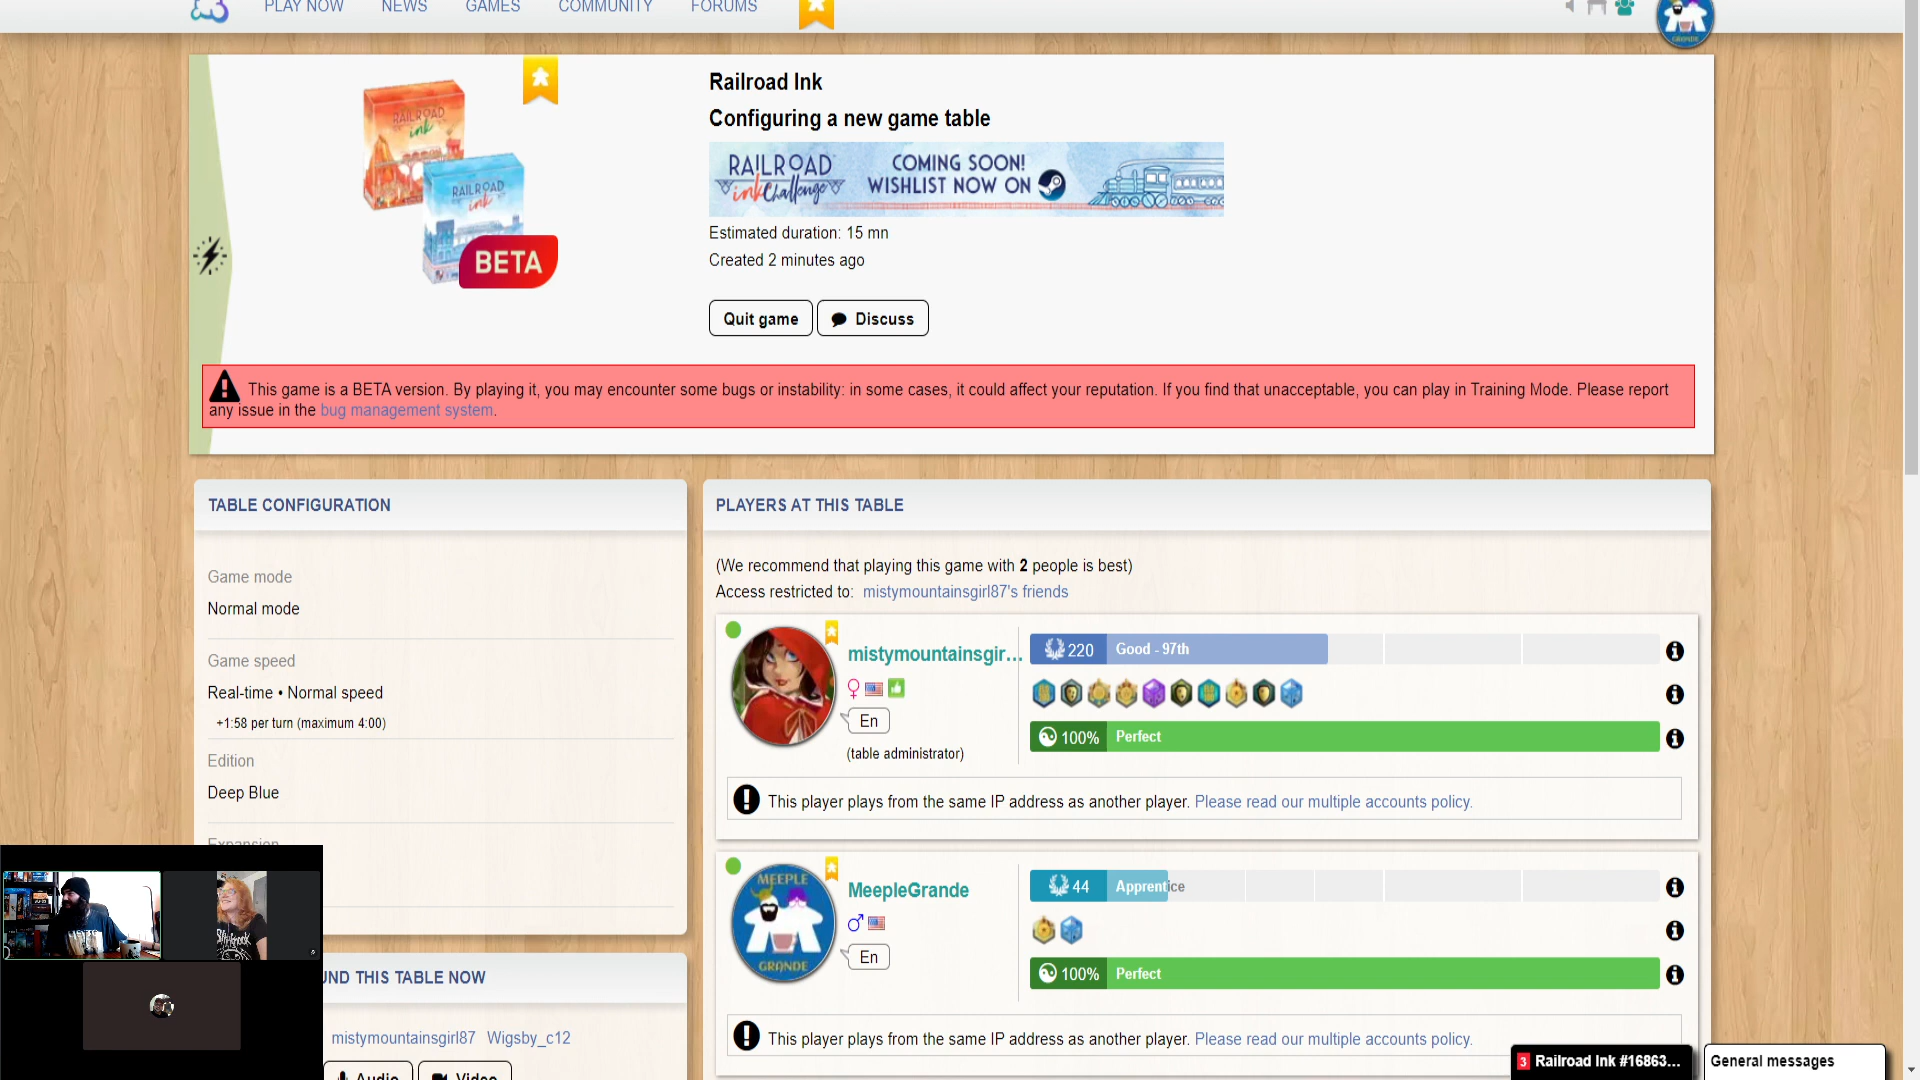 PLAY NOW NEWS GAMES COMMUNITY FORUMS
GRANDE
RAILROAD
ink
RAILROAD
ink
BETA
Railroad Ink
Configuring a new game table
RAILROAD
ink Challenge
COMING SOON!
WISHLIST NOW ON
Estimated duration: 15 mn
Created 2 minutes ago
Quit game Discuss
This game is a BETA version. By playing it, you may encounter some bugs or instability: in some cases, it could affect your reputation. If you find that unacceptable, you can play in Training Mode. Please report
any issue in the bug management system.
TABLE CONFIGURATION
Game mode
Normal mode
Game speed
Real-time • Normal speed
+1:58 per turn (maximum 4:00)
Edition
Deep Blue
Expansion
UND THIS TABLE NOW
mistymountainsgirl87 Wigsby_c12
Audio Video
PLAYERS AT THIS TABLE
(We recommend that playing this game with 2 people is best)
Access restricted to: mistymountainsgirl87's friends
mistymountainsgir...
En
(table administrator)
220 Good - 97th
100% Perfect
This player plays from the same IP address as another player. Please read our multiple accounts policy.
MEEPLE
GRANDE
MeepleGrande
En
44 Apprentice
100% Perfect
This player plays from the same IP address as another player. Please read our multiple accounts policy.
3 Railroad Ink #16863...
General messages